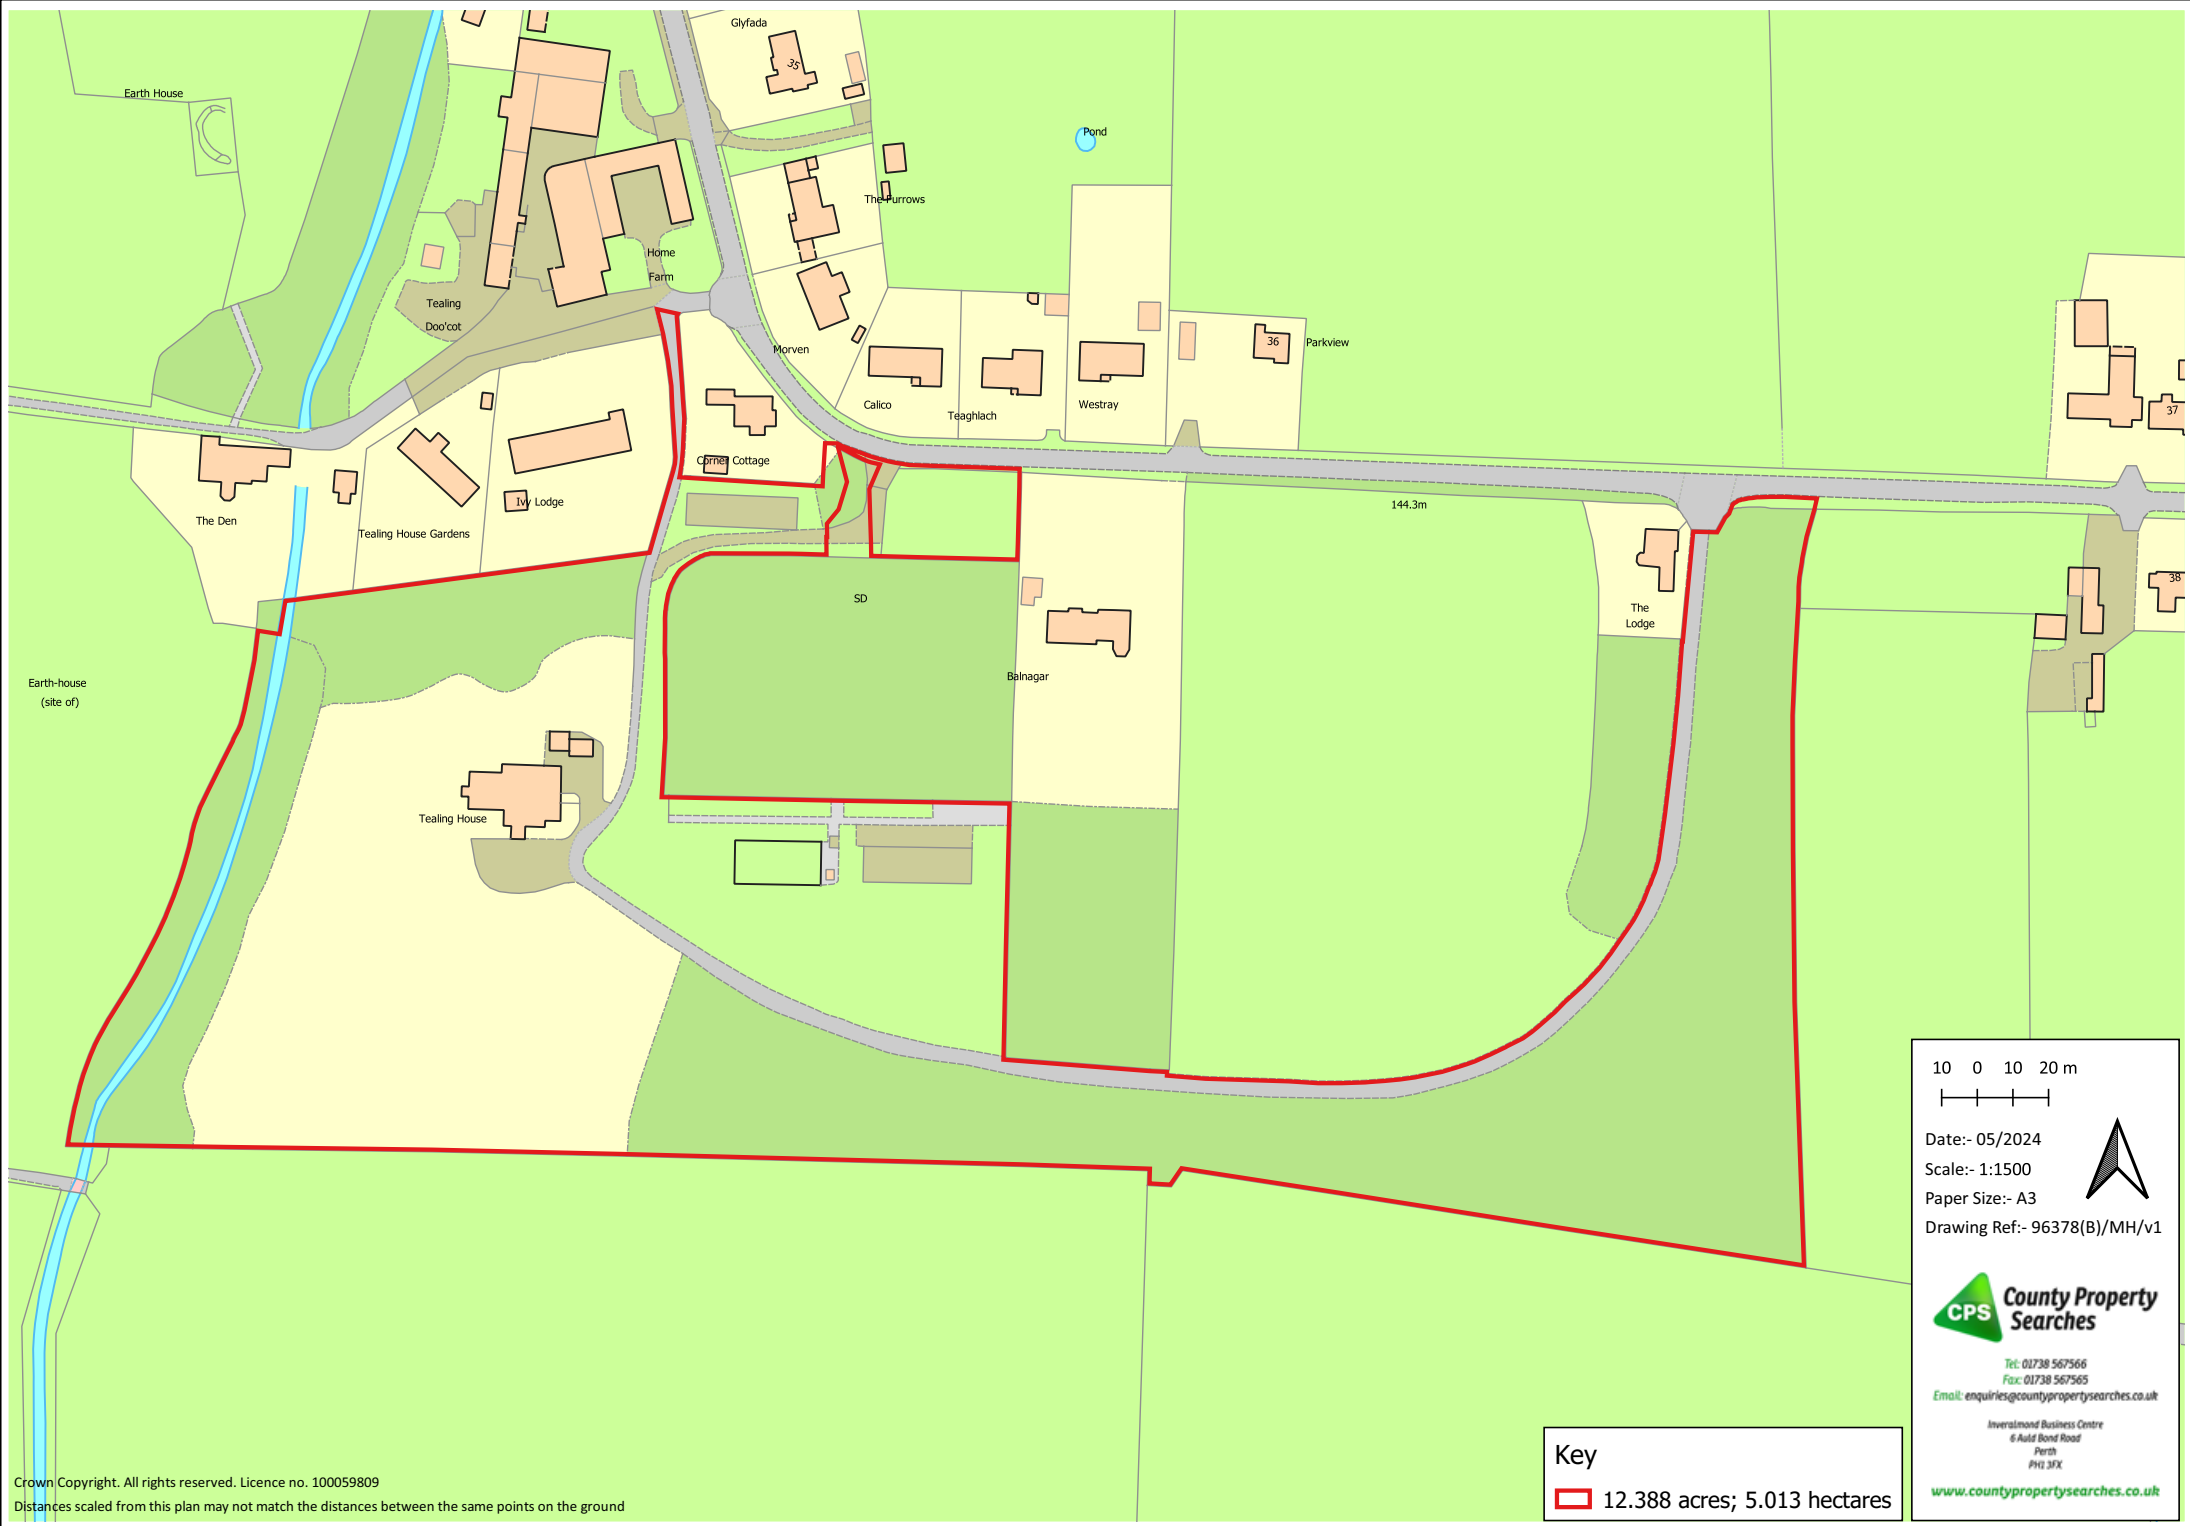 Glyfada
35
Earth House
Pond
The Furrows
Home
Farm
Tealing
Doo'cot
Morven
36
Parkview
Calico
Teaghlach
Westray
37
Corner Cottage
Ivy Lodge
144.3m
The Den
Tealing House Gardens
38
SD
The
Lodge
Balnagar
Earth-house
(site of)
Tealing House
10 0 10 20 m
Date:- 05/2024
Scale:- 1:1500
Paper Size:- A3
Drawing Ref:- 96378(B)/MH/v1
CPS
County Property
Searches
Tel: 01738 567566
Fax: 01738 567565
Email: enquiries@countypropertysearches.co.uk
Inveralmond Business Centre
6 Auld Bond Road
Perth
PH1 3FX
www.countypropertysearches.co.uk
Key
12.388 acres; 5.013 hectares
Crown Copyright. All rights reserved. Licence no. 100059809
Distances scaled from this plan may not match the distances between the same points on the ground